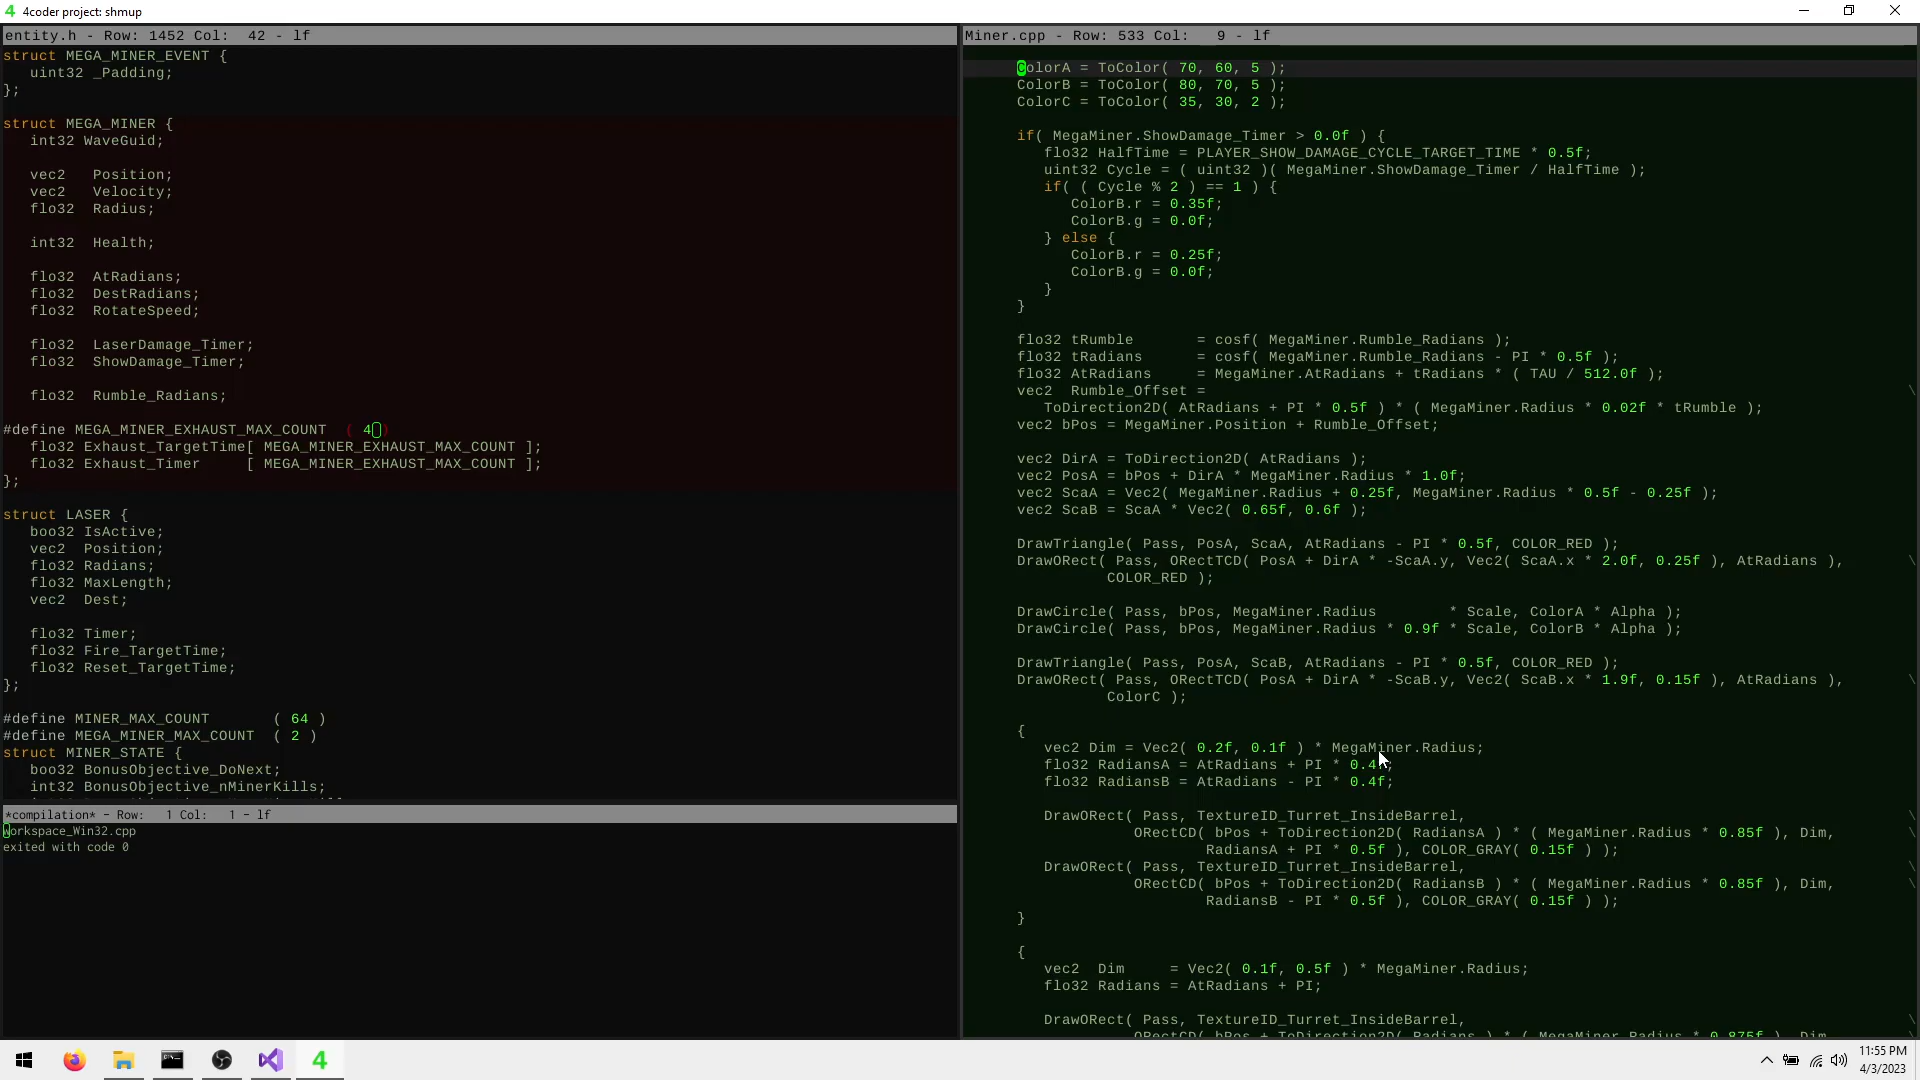 4coder project: shmup
entity.h - Row: 1452 Col:  42 - lf
struct MEGA_MINER_EVENT {
   uint32 _Padding;
};
struct MEGA_MINER {
   int32 WaveGuid;
   vec2   Position;
   vec2   Velocity;
   flo32  Radius;
   int32  Health;
   flo32  AtRadians;
   flo32  DestRadians;
   flo32  RotateSpeed;
   flo32  LaserDamage_Timer;
   flo32  ShowDamage_Timer;
   flo32  Rumble_Radians;
#define MEGA_MINER_EXHAUST_MAX_COUNT  ( 4 )
   flo32 Exhaust_TargetTime[ MEGA_MINER_EXHAUST_MAX_COUNT ];
   flo32 Exhaust_Timer     [ MEGA_MINER_EXHAUST_MAX_COUNT ];
};
struct LASER {
   boo32 IsActive;
   vec2  Position;
   flo32 Radians;
   flo32 MaxLength;
   vec2  Dest;
   flo32 Timer;
   flo32 Fire_TargetTime;
   flo32 Reset_TargetTime;
};
#define MINER_MAX_COUNT       ( 64 )
#define MEGA_MINER_MAX_COUNT  ( 2 )
struct MINER_STATE {
   boo32 BonusObjective_DoNext;
   int32 BonusObjective_nMinerKills;
*compilation* - Row:   1 Col:   1 - lf
workspace_Win32.cpp
exited with code 0
Miner.cpp - Row: 533 Col:   9 - lf
ColorA = ToColor( 70, 60, 5 );
ColorB = ToColor( 80, 70, 5 );
ColorC = ToColor( 35, 30, 2 );
if( MegaMiner.ShowDamage_Timer > 0.0f ) {
   flo32 HalfTime = PLAYER_SHOW_DAMAGE_CYCLE_TARGET_TIME * 0.5f;
   uint32 Cycle = ( uint32 )( MegaMiner.ShowDamage_Timer / HalfTime );
   if( ( Cycle % 2 ) == 1 ) {
      ColorB.r = 0.35f;
      ColorB.g = 0.0f;
   } else {
      ColorB.r = 0.25f;
      ColorB.g = 0.0f;
   }
}
flo32 tRumble       = cosf( MegaMiner.Rumble_Radians );
flo32 tRadians      = cosf( MegaMiner.Rumble_Radians - PI * 0.5f );
flo32 AtRadians     = MegaMiner.AtRadians + tRadians * ( TAU / 512.0f );
vec2  Rumble_Offset = \
   ToDirection2D( AtRadians + PI * 0.5f ) * ( MegaMiner.Radius * 0.02f * tRumble );
vec2 bPos = MegaMiner.Position + Rumble_Offset;
vec2 DirA = ToDirection2D( AtRadians );
vec2 PosA = bPos + DirA * MegaMiner.Radius * 1.0f;
vec2 ScaA = Vec2( MegaMiner.Radius + 0.25f, MegaMiner.Radius * 0.5f - 0.25f );
vec2 ScaB = ScaA * Vec2( 0.65f, 0.6f );
DrawTriangle( Pass, PosA, ScaA, AtRadians - PI * 0.5f, COLOR_RED );
DrawORect( Pass, ORectTCD( PosA + DirA * -ScaA.y, Vec2( ScaA.x * 2.0f, 0.25f ), AtRadians ), \
          COLOR_RED );
DrawCircle( Pass, bPos, MegaMiner.Radius        * Scale, ColorA * Alpha );
DrawCircle( Pass, bPos, MegaMiner.Radius * 0.9f * Scale, ColorB * Alpha );
DrawTriangle( Pass, PosA, ScaB, AtRadians - PI * 0.5f, COLOR_RED );
DrawORect( Pass, ORectTCD( PosA + DirA * -ScaB.y, Vec2( ScaB.x * 1.9f, 0.15f ), AtRadians ), \
          ColorC );
{
   vec2 Dim = Vec2( 0.2f, 0.1f ) * MegaMiner.Radius;
   flo32 RadiansA = AtRadians + PI * 0.4f;
   flo32 RadiansB = AtRadians - PI * 0.4f;
   DrawORect( Pass, TextureID_Turret_InsideBarrel,
             ORectCD( bPos + ToDirection2D( RadiansA ) * ( MegaMiner.Radius * 0.85f ), Dim, \
                     RadiansA + PI * 0.5f ), COLOR_GRAY( 0.15f ) );
   DrawORect( Pass, TextureID_Turret_InsideBarrel,
             ORectCD( bPos + ToDirection2D( RadiansB ) * ( MegaMiner.Radius * 0.85f ), Dim, \
                     RadiansB - PI * 0.5f ), COLOR_GRAY( 0.15f ) );
}
{
   vec2  Dim     = Vec2( 0.1f, 0.5f ) * MegaMiner.Radius;
   flo32 Radians = AtRadians + PI;
   DrawORect( Pass, TextureID_Turret_InsideBarrel,
             ORectCD( bPos + ToDirection2D( Radians ) * ( MegaMiner.Radius * 0.875f ), Dim, \
11:55 PM
4/3/2023